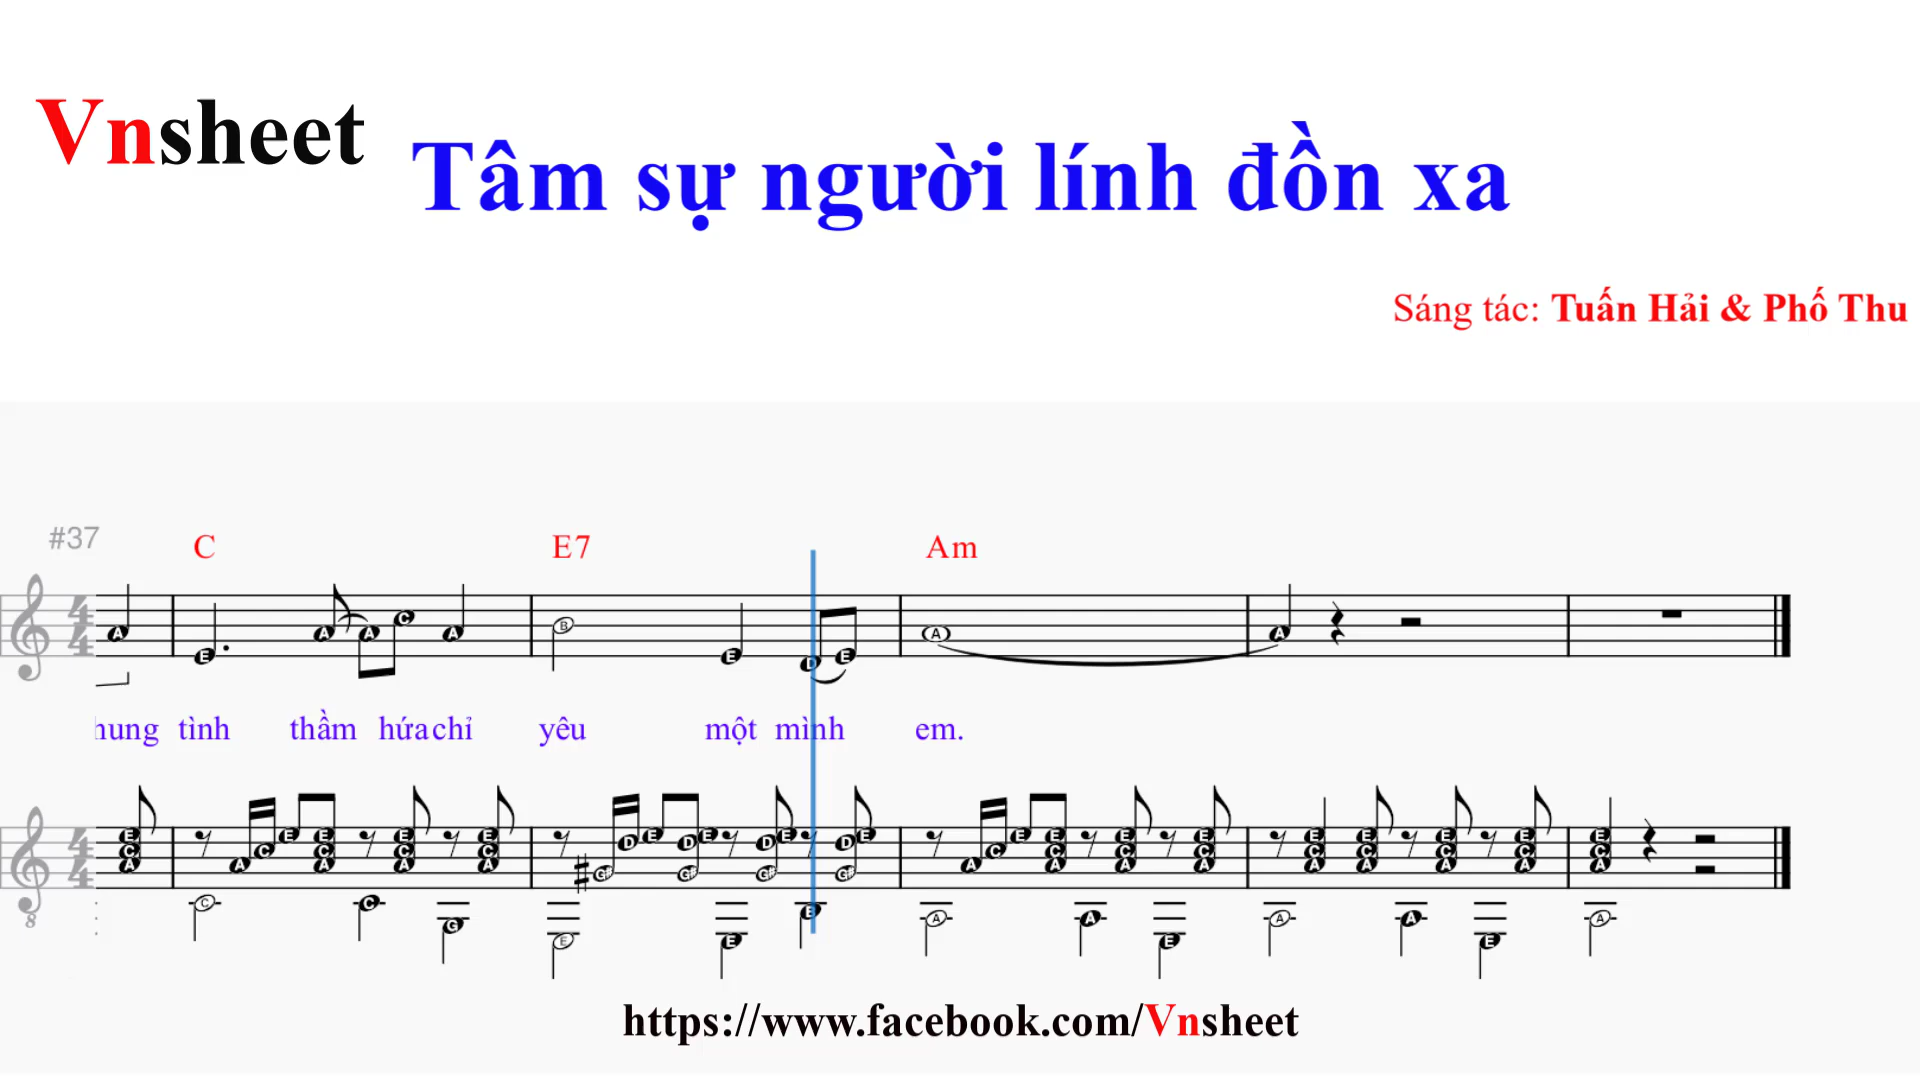 Vnsheet
Tâm sự người lính đồn xa
Sáng tác: Tuấn Hải & Phố Thu
#37
C E7 Am
tình thầm hứa chỉ yêu một mình em.
8
https://www.facebook.com/Vnsheet